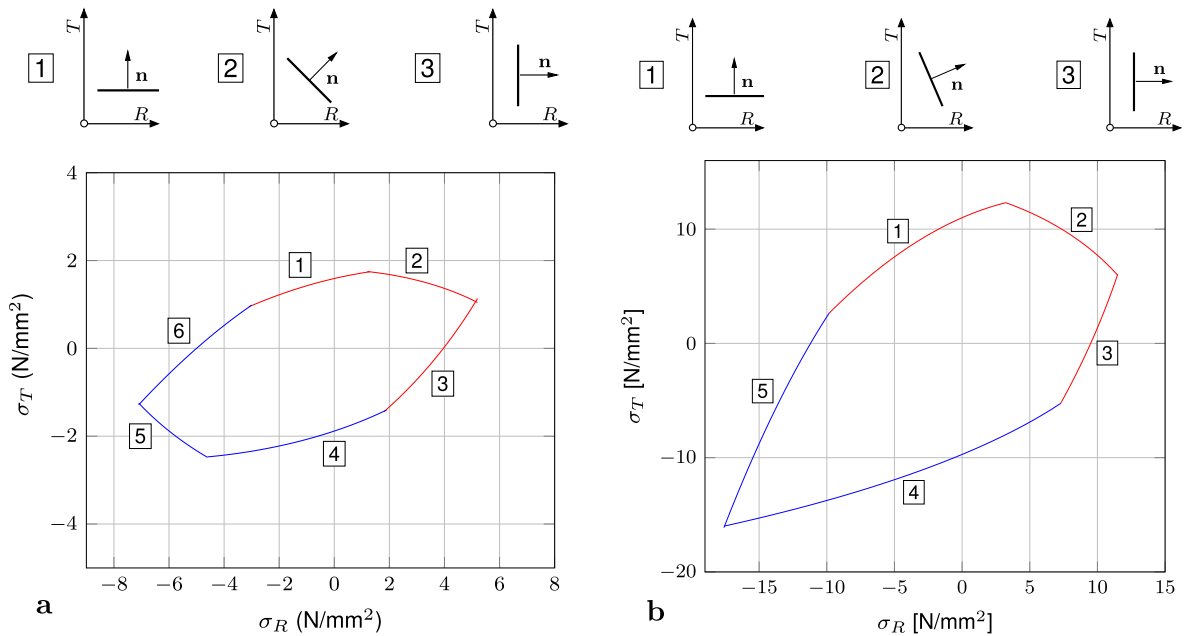 1 T n R 2 T n R 3 T n R
1 T n R 2 T n R 3 T n R
4
2
0
−2
−4
σT (N/mm²)
1
2
3
4
5
6
−8 −6 −4 −2 0 2 4 6 8
σR (N/mm²)
a
10
0
−10
−20
σT [N/mm²]
1
2
3
4
5
−15 −10 −5 0 5 10 15
σR [N/mm²]
b